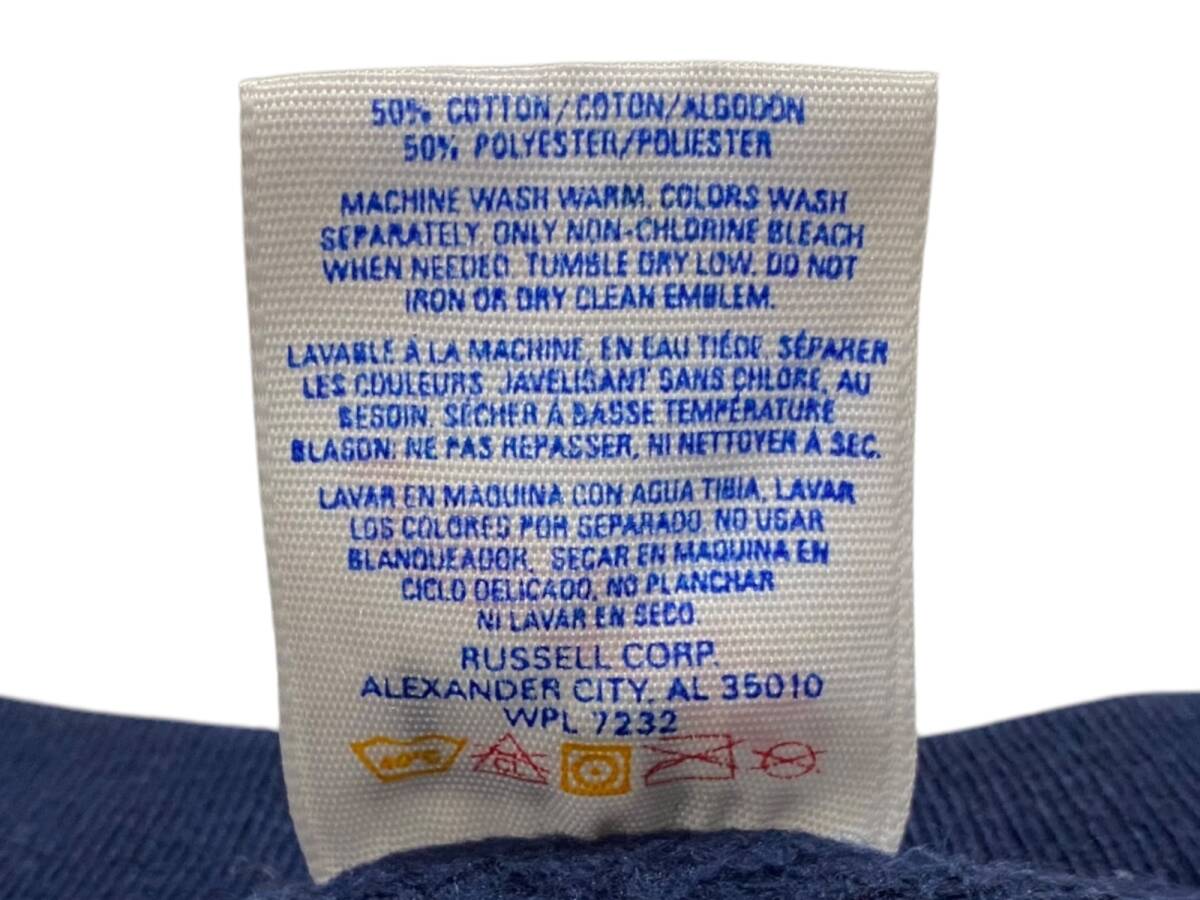 50% COTTON/COTON/ALGODÓN
50% POLYESTER/POLIESTER
MACHINE WASH WARM. COLORS WASH
SEPARATELY. ONLY NON-CHLORINE BLEACH
WHEN NEEDED. TUMBLE DRY LOW. DO NOT
IRON OR DRY CLEAN EMBLEM.
LAVABLE À LA MACHINE, EN EAU TIÉDE. SÉPARER
LES COULEURS. JAVELISANT SANS CHLORE, AU
BESOIN. SÉCHER À BASSE TEMPÉRATURE
BLASON: NE PAS REPASSER, NI NETTOYER À SEC.
LAVAR EN MAQUINA CON AGUA TIBIA, LAVAR
LOS COLORES POR SEPARADO. NO USAR
BLANQUEADOR. SECAR EN MAQUINA EN
CICLO DELICADO. NO PLANCHAR
NI LAVAR EN SECO.
RUSSELL CORP.
ALEXANDER CITY, AL 35010
WPL 7232
40°C CL